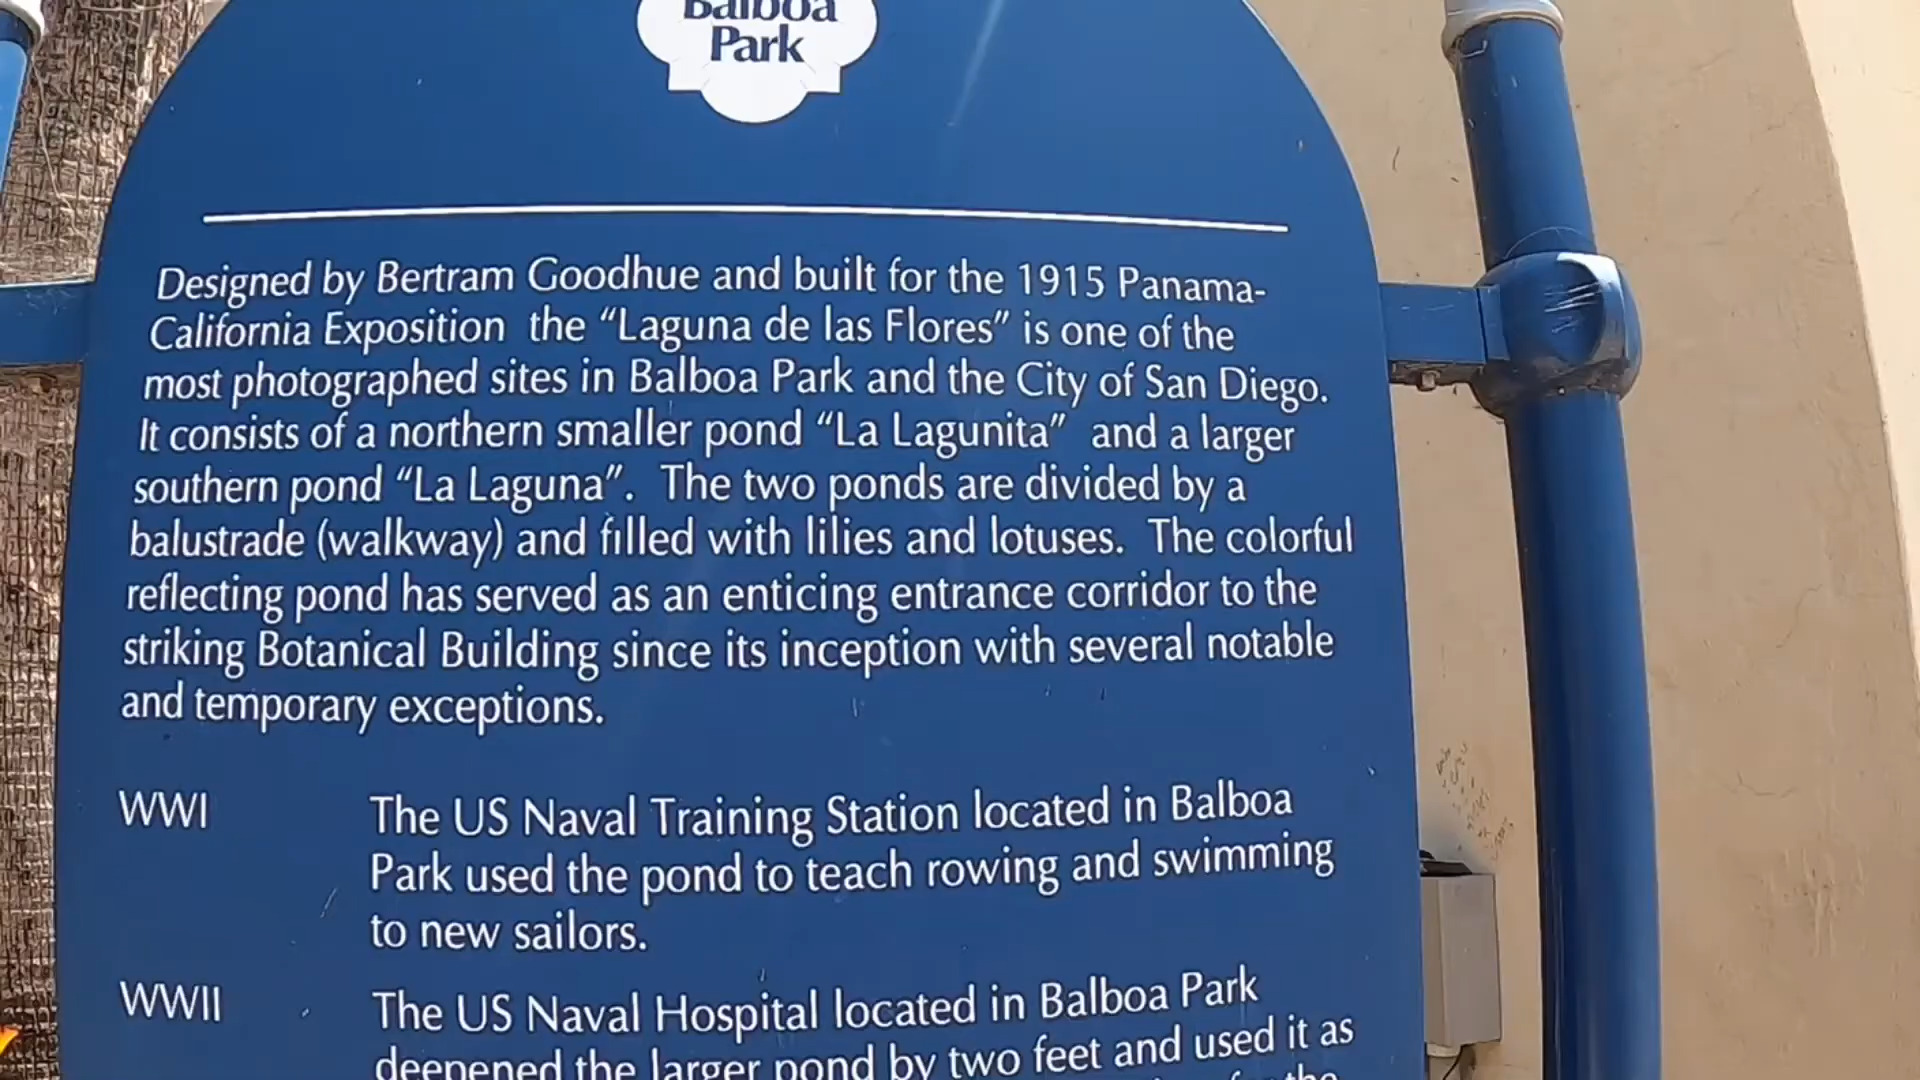 Balboa
Park
Designed by Bertram Goodhue and built for the 1915 Panama-
California Exposition the “Laguna de las Flores” is one of the
most photographed sites in Balboa Park and the City of San Diego.
It consists of a northern smaller pond “La Lagunita” and a larger
southern pond “La Laguna”. The two ponds are divided by a
balustrade (walkway) and filled with lilies and lotuses. The colorful
reflecting pond has served as an enticing entrance corridor to the
striking Botanical Building since its inception with several notable
and temporary exceptions.
WWI The US Naval Training Station located in Balboa
Park used the pond to teach rowing and swimming
to new sailors.
WWII The US Naval Hospital located in Balboa Park
deepened the larger pond by two feet and used it as
the